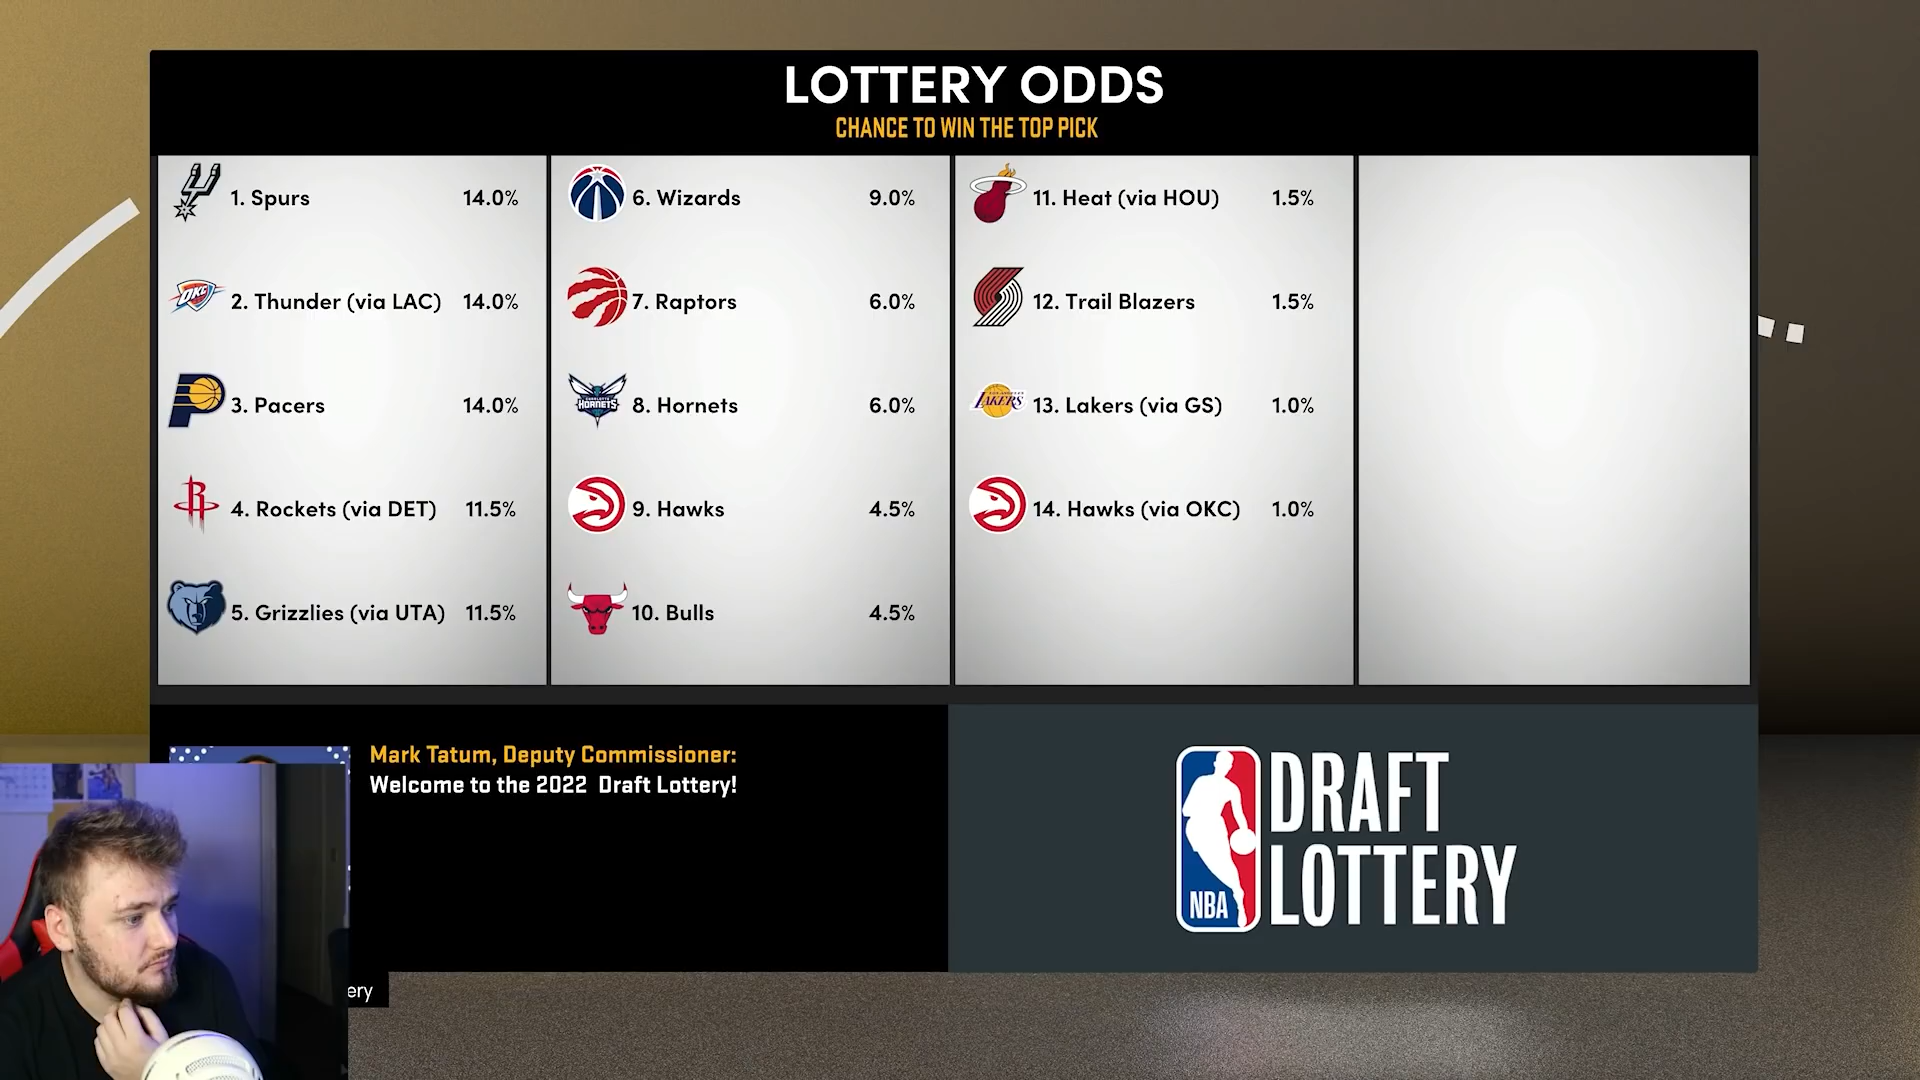 LOTTERY ODDS
CHANCE TO WIN THE TOP PICK
1. Spurs 14.0%
2. Thunder (via LAC) 14.0%
3. Pacers 14.0%
4. Rockets (via DET) 11.5%
5. Grizzlies (via UTA) 11.5%
6. Wizards 9.0%
7. Raptors 6.0%
8. Hornets 6.0%
9. Hawks 4.5%
10. Bulls 4.5%
11. Heat (via HOU) 1.5%
12. Trail Blazers 1.5%
13. Lakers (via GS) 1.0%
14. Hawks (via OKC) 1.0%
OKC
HORNETS
LAKERS
Mark Tatum, Deputy Commissioner:
Welcome to the 2022 Draft Lottery!
NBA
DRAFT
LOTTERY
ery